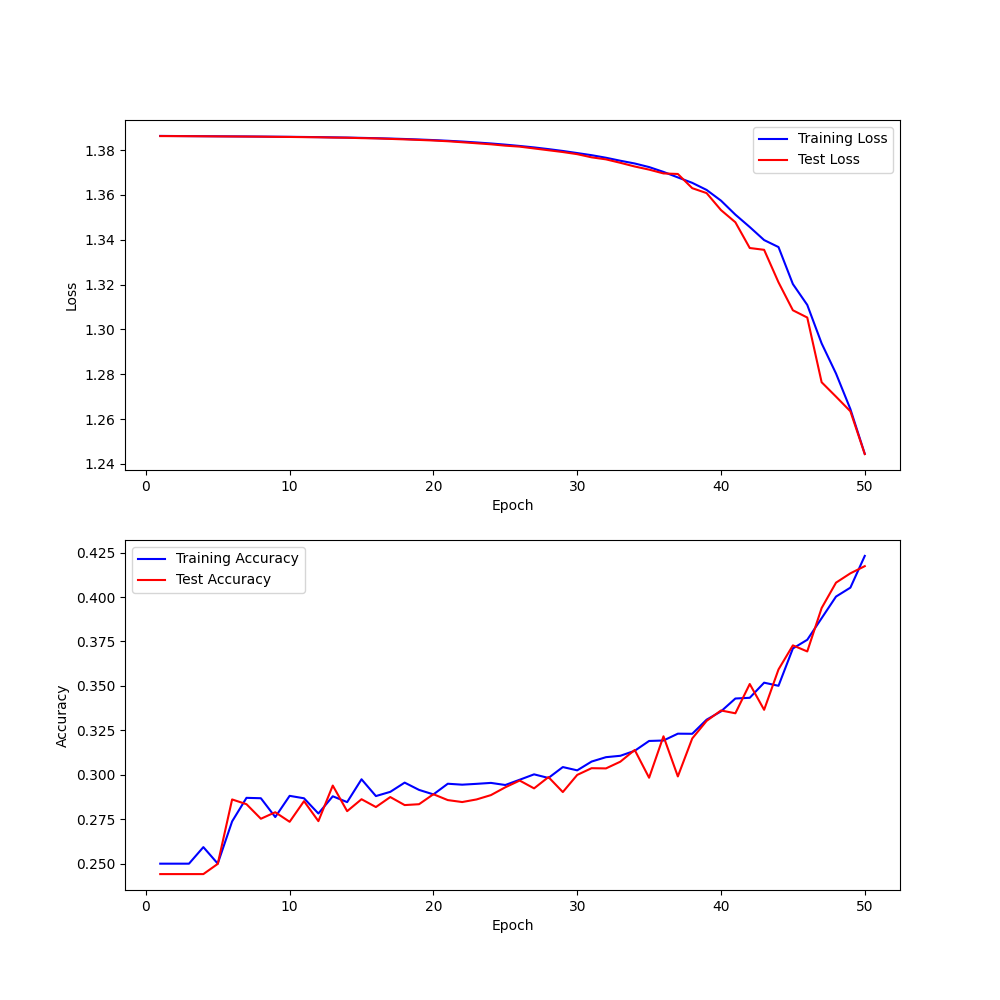 1.38
1.36
1.34
1.32
1.30
1.28
1.26
1.24
Loss
Training Loss
Test Loss
0 10 20 30 40 50
Epoch
0.425
0.400
0.375
0.350
0.325
0.300
0.275
0.250
Accuracy
Training Accuracy
Test Accuracy
0 10 20 30 40 50
Epoch